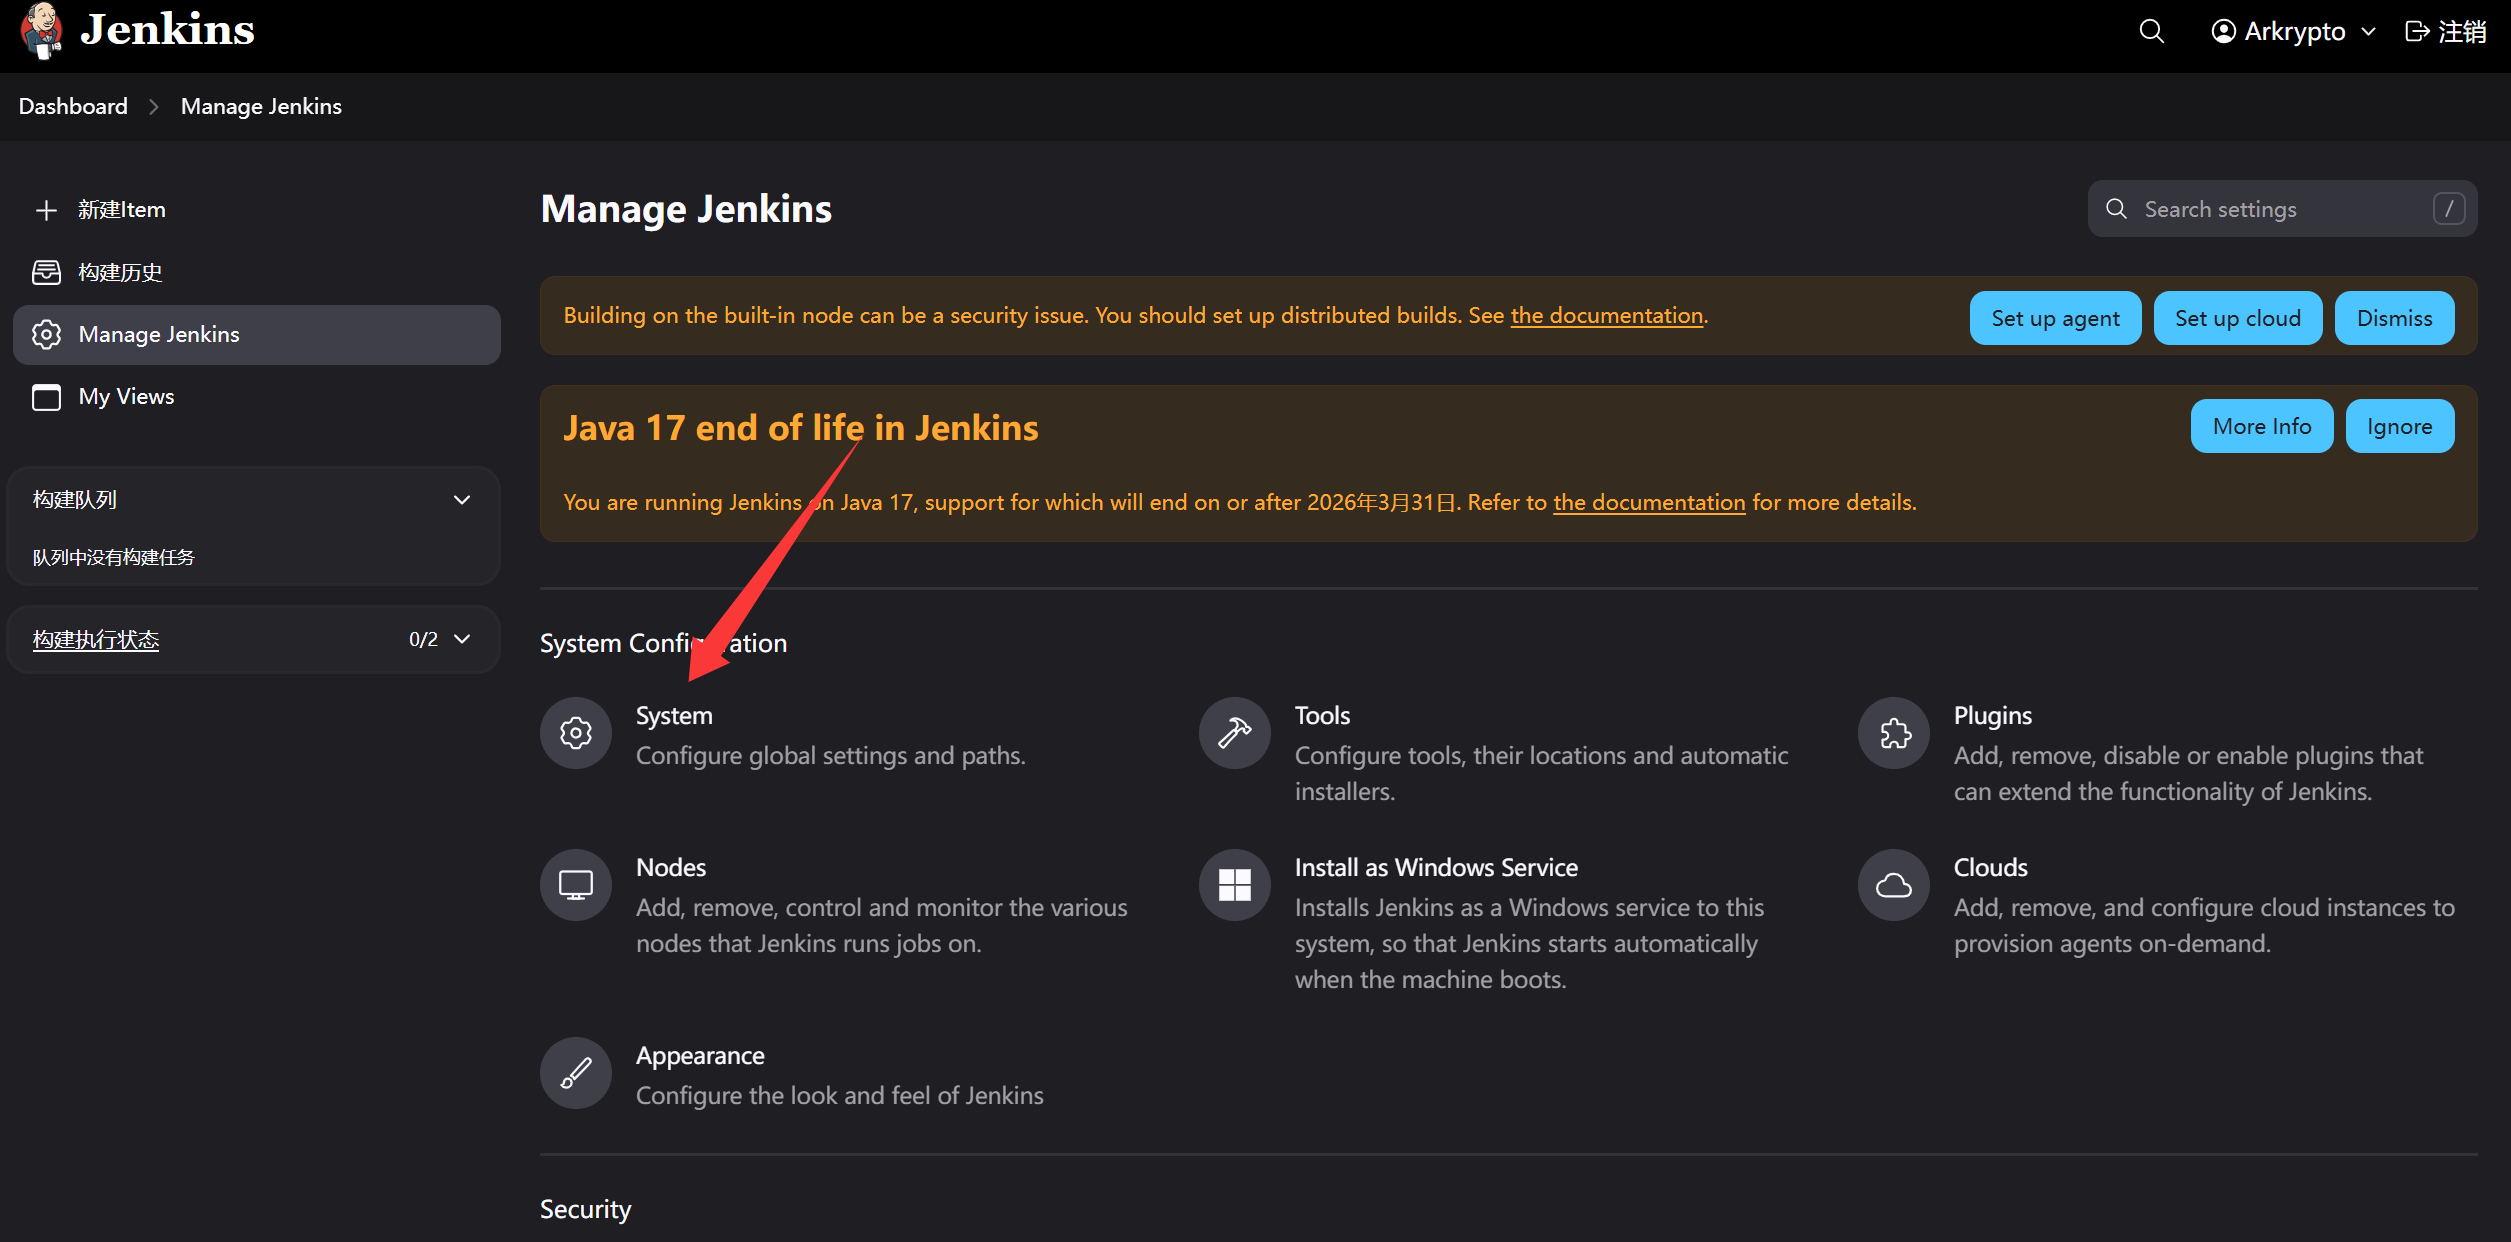 Jenkins
Arkrypto
注销
Dashboard
Manage Jenkins
新建Item
构建历史
Manage Jenkins
My Views
构建队列
队列中没有构建任务
构建执行状态
0/2
Manage Jenkins
Search settings
/
Building on the built-in node can be a security issue. You should set up distributed builds. See the documentation.
Set up agent
Set up cloud
Dismiss
Java 17 end of life in Jenkins
More Info
Ignore
You are running Jenkins on Java 17, support for which will end on or after 2026年3月31日. Refer to the documentation for more details.
System Configuration
System
Configure global settings and paths.
Tools
Configure tools, their locations and automatic
installers.
Plugins
Add, remove, disable or enable plugins that
can extend the functionality of Jenkins.
Nodes
Add, remove, control and monitor the various
nodes that Jenkins runs jobs on.
Install as Windows Service
Installs Jenkins as a Windows service to this
system, so that Jenkins starts automatically
when the machine boots.
Clouds
Add, remove, and configure cloud instances to
provision agents on-demand.
Appearance
Configure the look and feel of Jenkins
Security